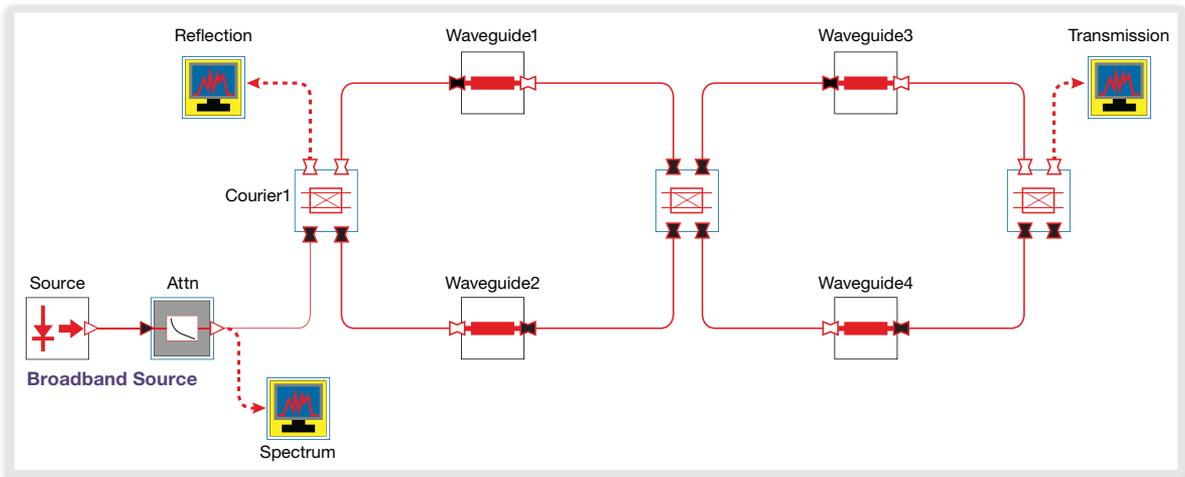 Reflection
Waveguide1
Waveguide3
Transmission
Courier1
Source
Attn
Waveguide2
Waveguide4
Broadband Source
Spectrum